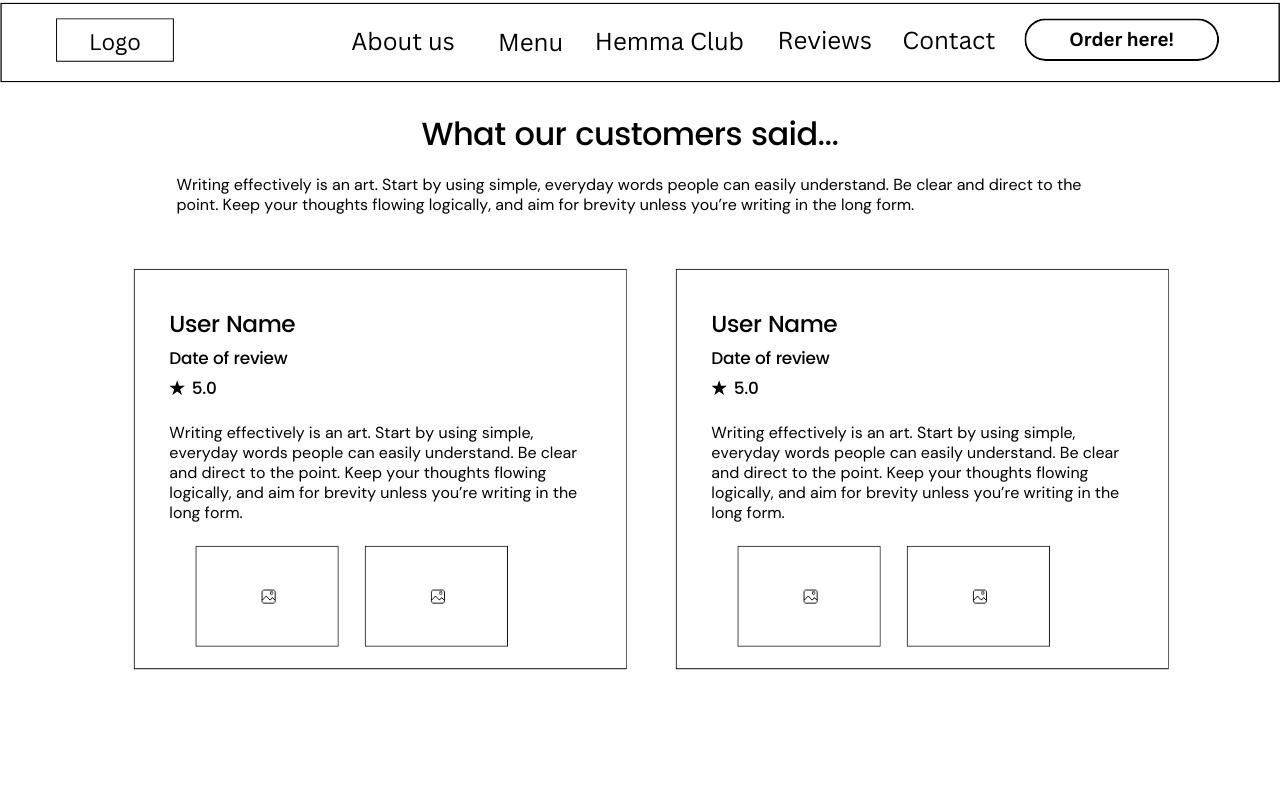 Logo
About us
Menu
Hemma Club
Reviews
Contact
Order here!
What our customers said...
Writing effectively is an art. Start by using simple, everyday words people can easily understand. Be clear and direct to the
point. Keep your thoughts flowing logically, and aim for brevity unless you’re writing in the long form.
User Name
Date of review
★ 5.0
Writing effectively is an art. Start by using simple,
everyday words people can easily understand. Be clear
and direct to the point. Keep your thoughts flowing
logically, and aim for brevity unless you’re writing in the
long form.
User Name
Date of review
★ 5.0
Writing effectively is an art. Start by using simple,
everyday words people can easily understand. Be clear
and direct to the point. Keep your thoughts flowing
logically, and aim for brevity unless you’re writing in the
long form.